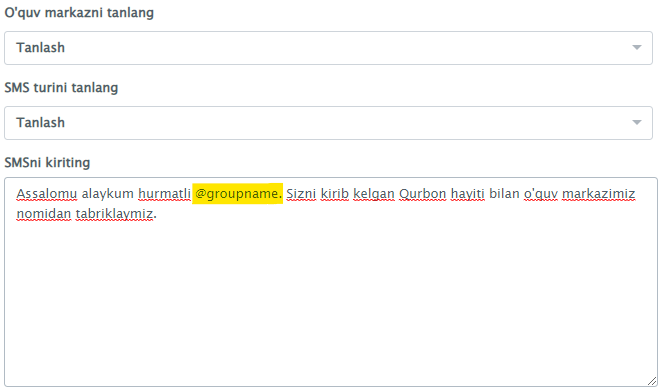 O'quv markazni tanlang
Tanlash
SMS turini tanlang
Tanlash
SMSni kiriting
Assalomu alaykum hurmatli @groupname. Sizni kirib kelgan Qurbon hayiti bilan o'quv markazimiz
nomidan tabriklaymiz.